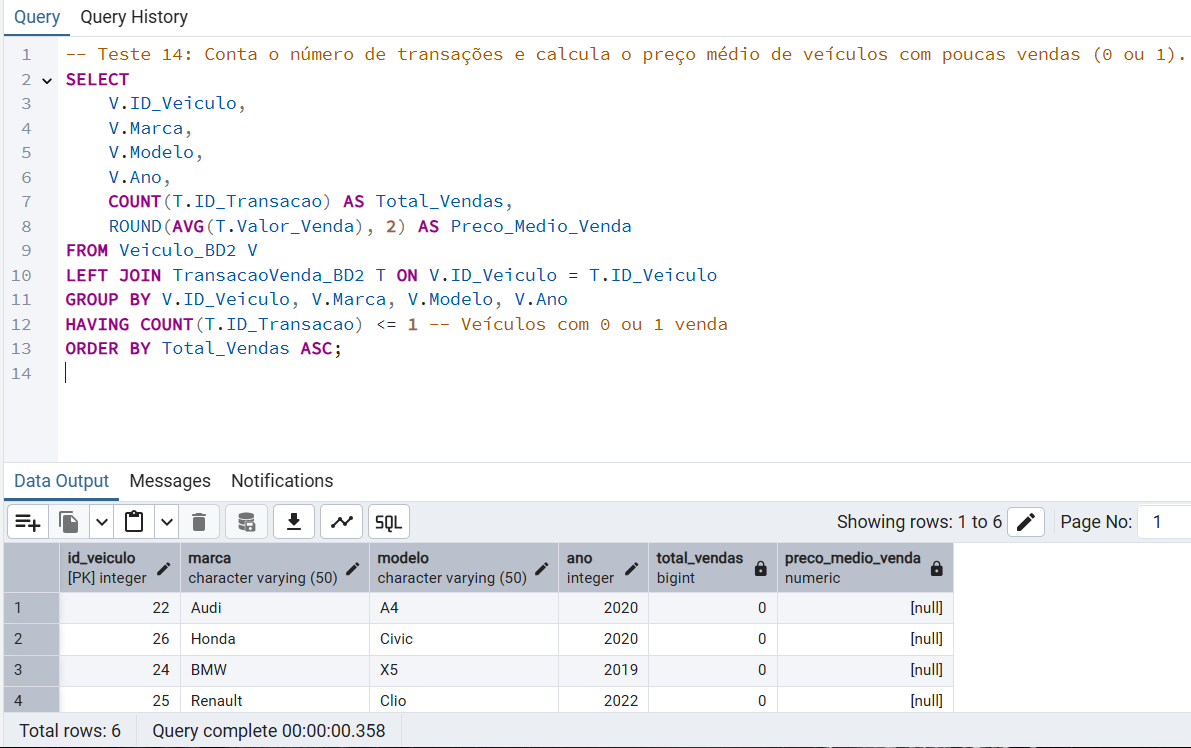 Query Query History
1 -- Teste 14: Conta o número de transações e calcula o preço médio de veículos com poucas vendas (0 ou 1).
2 SELECT
3 V.ID_Veiculo,
4 V.Marca,
5 V.Modelo,
6 V.Ano,
7 COUNT(T.ID_Transacao) AS Total_Vendas,
8 ROUND(AVG(T.Valor_Venda), 2) AS Preco_Medio_Venda
9 FROM Veiculo_BD2 V
10 LEFT JOIN TransacaoVenda_BD2 T ON V.ID_Veiculo = T.ID_Veiculo
11 GROUP BY V.ID_Veiculo, V.Marca, V.Modelo, V.Ano
12 HAVING COUNT(T.ID_Transacao) <= 1 -- Veículos com 0 ou 1 venda
13 ORDER BY Total_Vendas ASC;
14
Data Output Messages Notifications
SQL Showing rows: 1 to 6 Page No: 1
id_veiculo marca modelo ano total_vendas preco_medio_venda
[PK] integer character varying (50) character varying (50) integer bigint numeric
1 22 Audi A4 2020 0 [null]
2 26 Honda Civic 2020 0 [null]
3 24 BMW X5 2019 0 [null]
4 25 Renault Clio 2022 0 [null]
Total rows: 6 Query complete 00:00:00.358